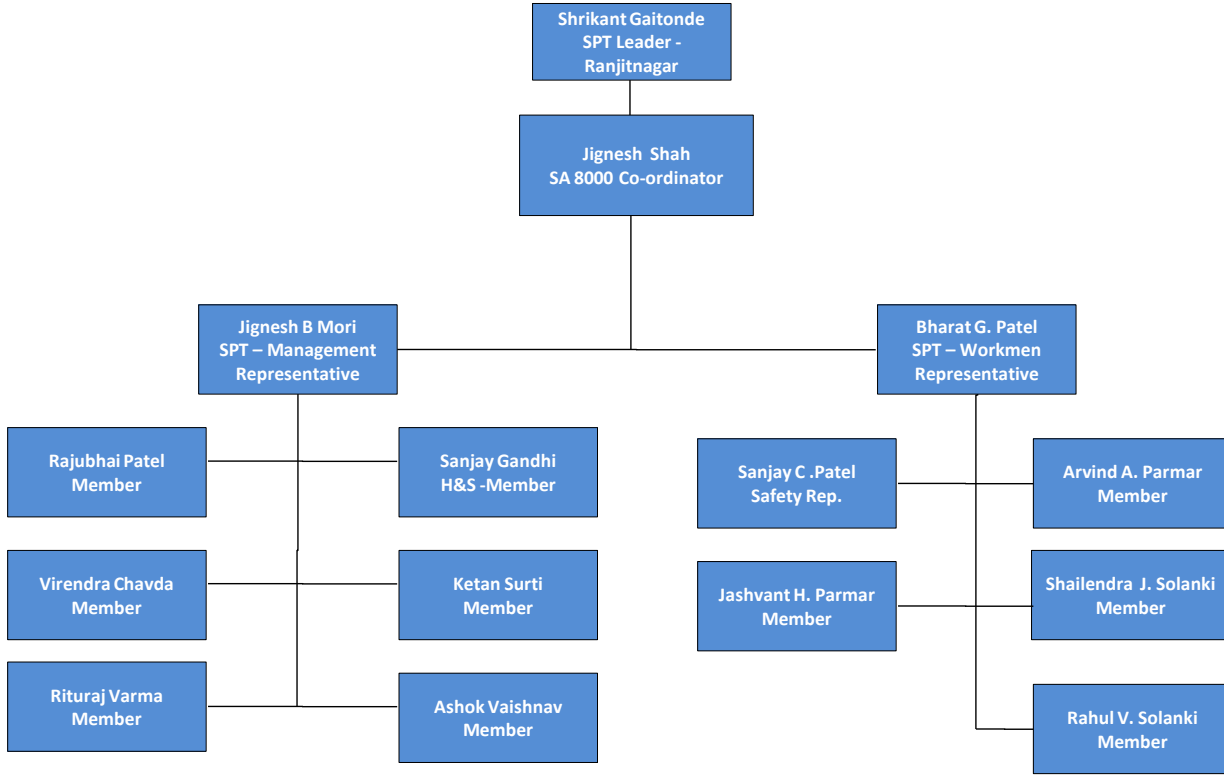 Shrikant Gaitonde
SPT Leader -
Ranjitnagar
Jignesh Shah
SA 8000 Co-ordinator
Jignesh B Mori
SPT – Management
Representative
Bharat G. Patel
SPT – Workmen
Representative
Rajubhai Patel
Member
Sanjay Gandhi
H&S -Member
Sanjay C .Patel
Safety Rep.
Arvind A. Parmar
Member
Virendra Chavda
Member
Ketan Surti
Member
Jashvant H. Parmar
Member
Shailendra J. Solanki
Member
Rituraj Varma
Member
Ashok Vaishnav
Member
Rahul V. Solanki
Member